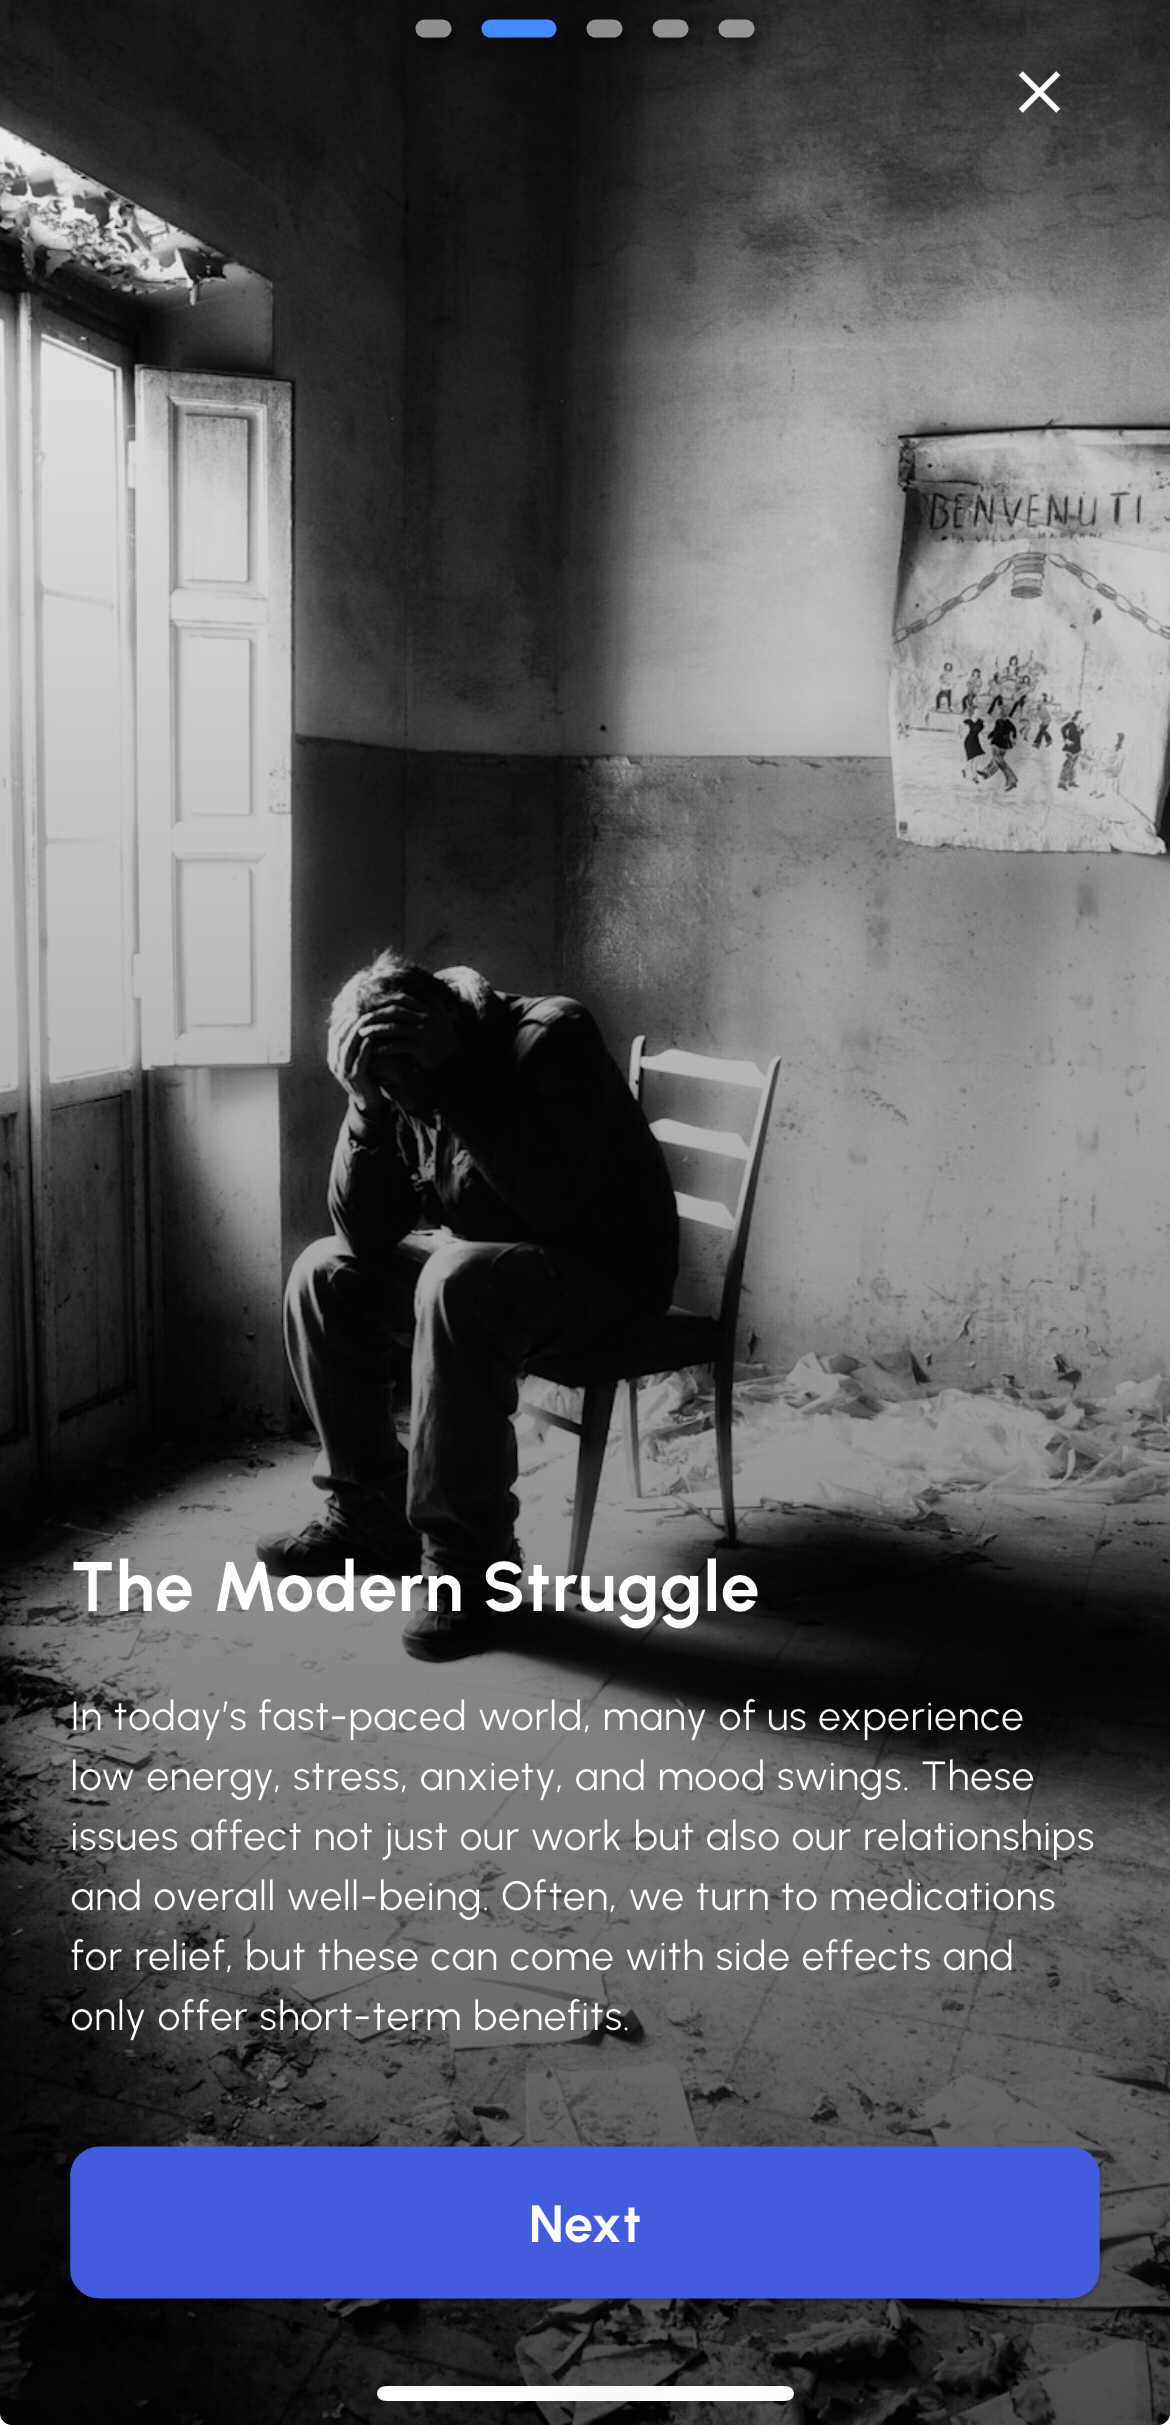 BENVENUTI
The Modern Struggle
In today's fast-paced world, many of us experience
low energy, stress, anxiety, and mood swings. These
issues affect not just our work but also our relationships
and overall well-being. Often, we turn to medications
for relief, but these can come with side effects and
only offer short-term benefits.
Next